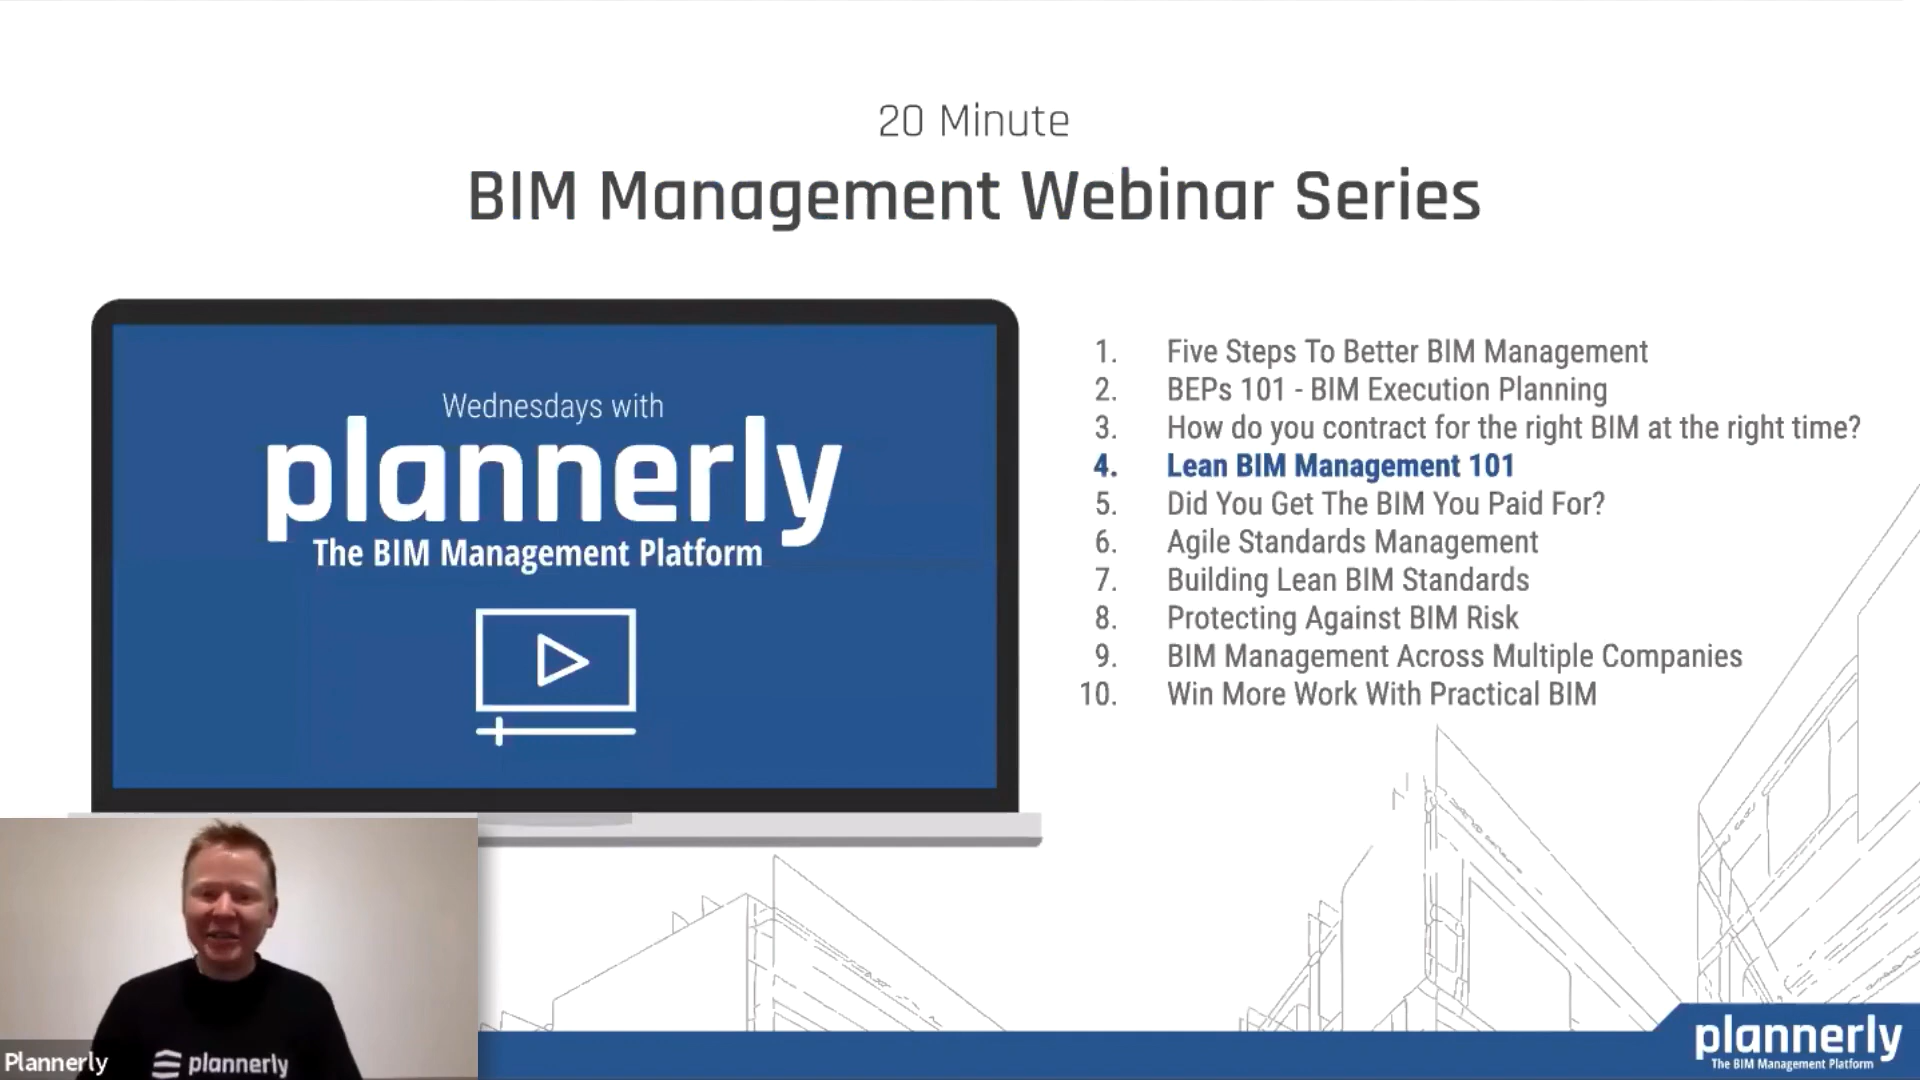 20 Minute
BIM Management Webinar Series
Wednesdays with
plannerly
The BIM Management Platform
1. Five Steps To Better BIM Management
2. BEPs 101 - BIM Execution Planning
3. How do you contract for the right BIM at the right time?
4. Lean BIM Management 101
5. Did You Get The BIM You Paid For?
6. Agile Standards Management
7. Building Lean BIM Standards
8. Protecting Against BIM Risk
9. BIM Management Across Multiple Companies
10. Win More Work With Practical BIM
Plannerly
plannerly
plannerly
The BIM Management Platform